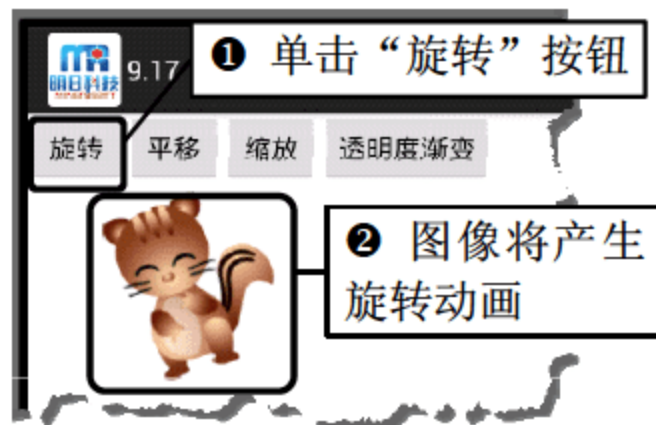 明日科技
9.17
❶ 单击“旋转”按钮
旋转
平移
缩放
透明度渐变
❷ 图像将产生
旋转动画